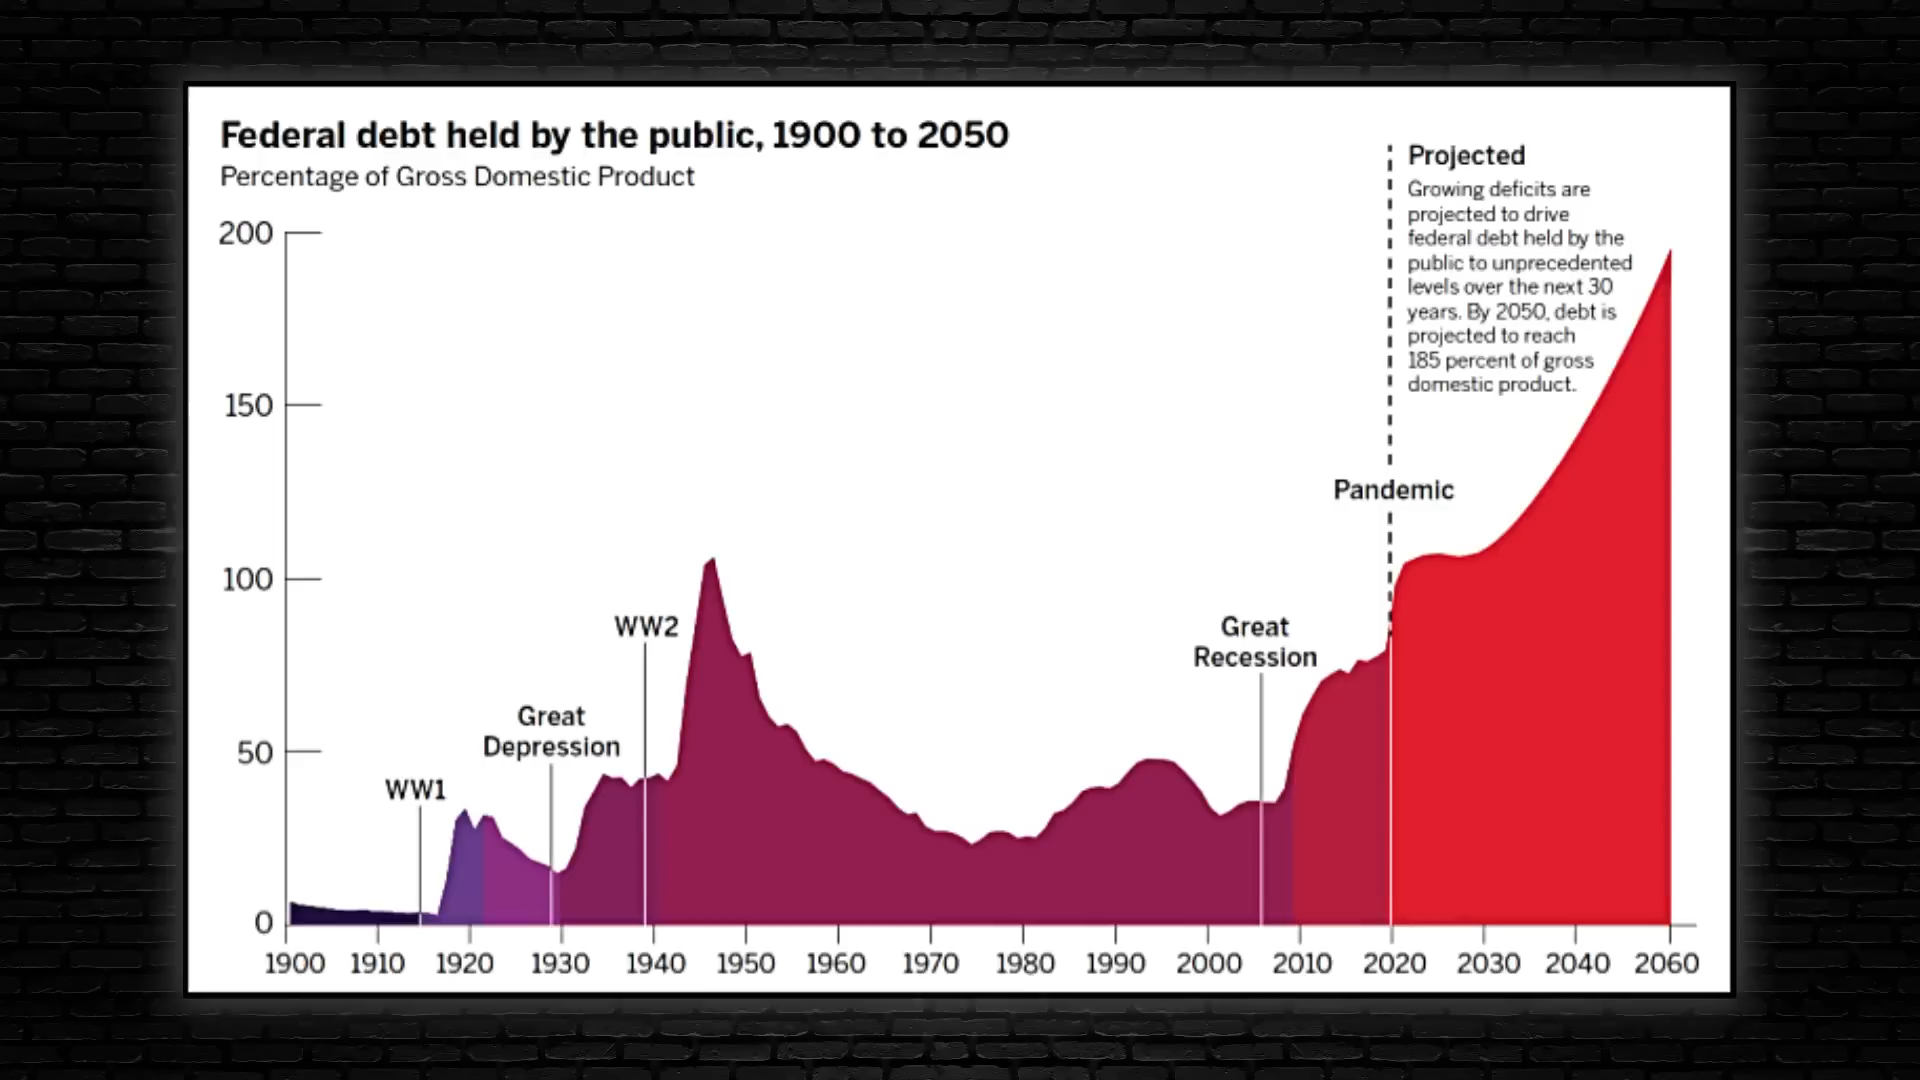 Federal debt held by the public, 1900 to 2050
Percentage of Gross Domestic Product
Projected
Growing deficits are
projected to drive
federal debt held by the
public to unprecedented
levels over the next 30
years. By 2050, debt is
projected to reach
185 percent of gross
domestic product.
200
150
100
50
0
Pandemic
WW2
Great
Recession
Great
Depression
WW1
1900 1910 1920 1930 1940 1950 1960 1970 1980 1990 2000 2010 2020 2030 2040 2060